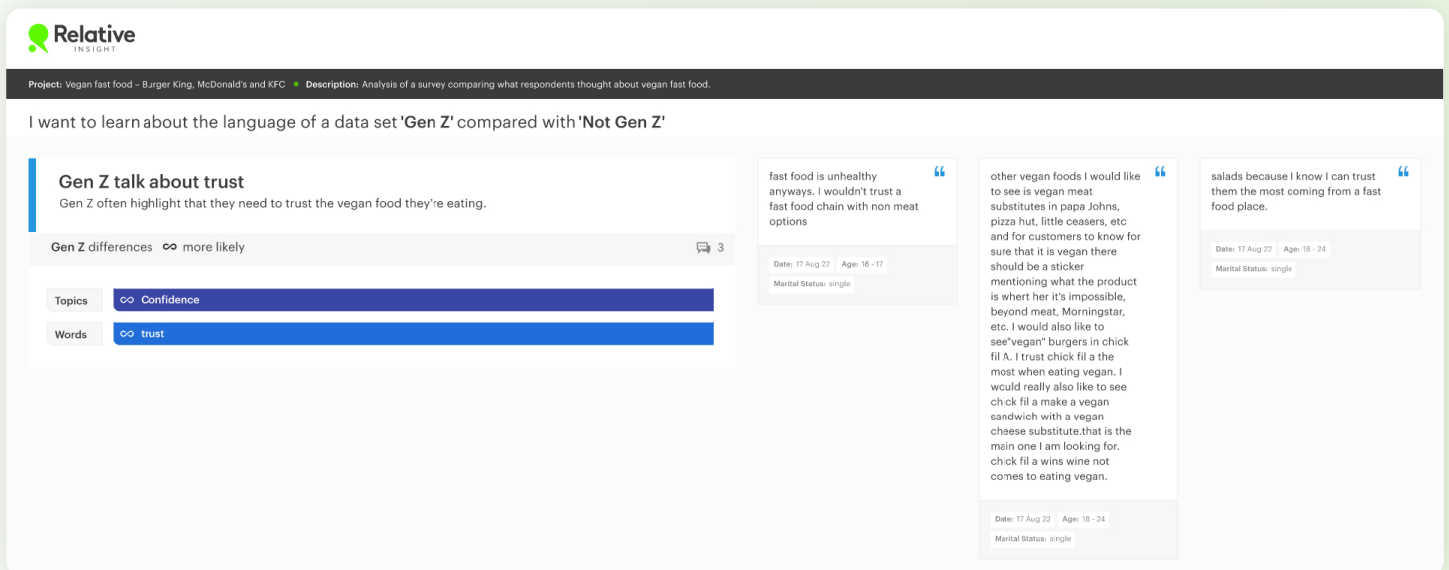 Relative
INSIGHT
Project: Vegan fast food – Burger King, McDonald's and KFC • Description: Analysis of a survey comparing what respondents thought about vegan fast food.
I want to learn about the language of a data set 'Gen Z' compared with 'Not Gen Z'
Gen Z talk about trust
Gen Z often highlight that they need to trust the vegan food they're eating.
Gen Z differences ∞ more likely 3
Topics ∞ Confidence
Words ∞ trust
fast food is unhealthy
anyways. I wouldn't trust a
fast food chain with non meat
options
Date: 17 Aug 22 Age: 16 - 17
Marital Status: single
other vegan foods I would like
to see is vegan meat
substitutes in papa Johns,
pizza hut, little ceasers, etc
and for customers to know for
sure that it is vegan there
should be a sticker
mentioning what the product
is whert her it's impossible,
beyond meat, Morningstar,
etc. I would also like to
see"vegan" burgers in chick
fil A. I trust chick fil a the
most when eating vegan. I
would really also like to see
chick fil a make a vegan
sandwich with a vegan
cheese substitute.that is the
main one I am looking for.
chick fil a wins wine not
comes to eating vegan.
Date: 17 Aug 22 Age: 18 - 24
Marital Status: single
salads because I know I can trust
them the most coming from a fast
food place.
Date: 17 Aug 22 Age: 18 - 24
Marital Status: single